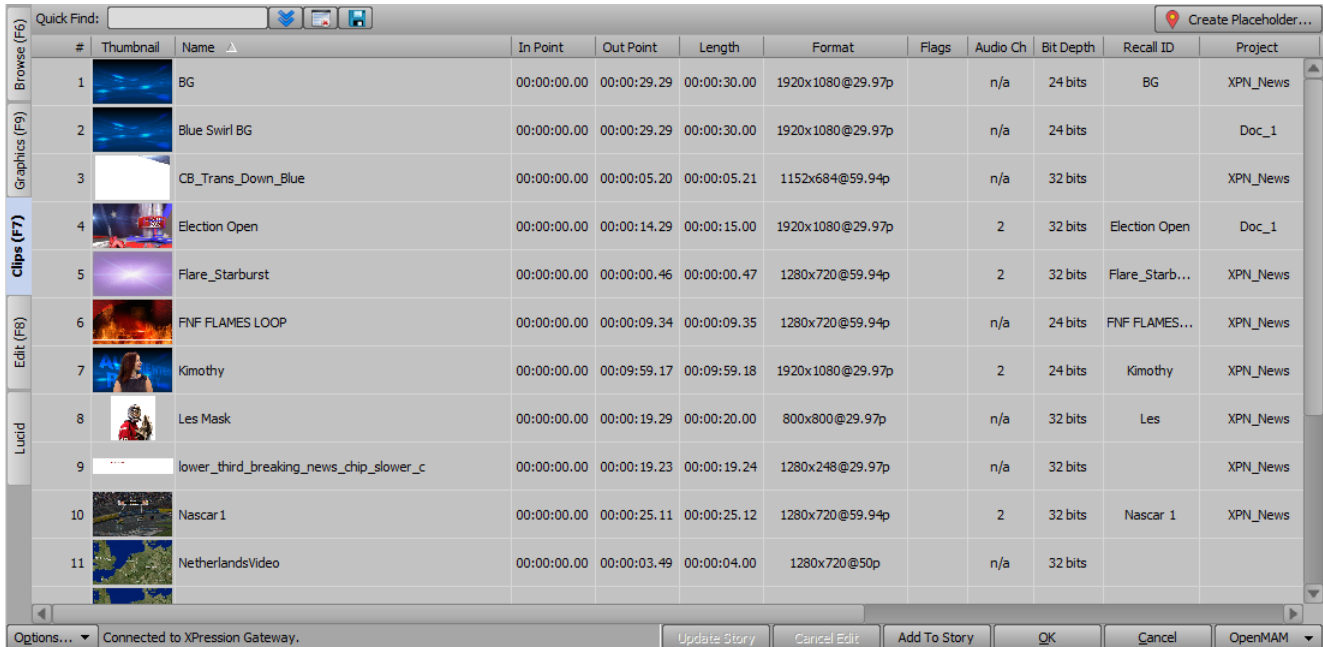 Quick Find:
Create Placeholder...
Browse (F6)
Graphics (F9)
Clips (F7)
Edit (F8)
Lucid
# Thumbnail Name In Point Out Point Length Format Flags Audio Ch Bit Depth Recall ID Project
1 BG 00:00:00.00 00:00:29.29 00:00:30.00 1920x1080@29.97p n/a 24 bits BG XPN_News
2 Blue Swirl BG 00:00:00.00 00:00:29.29 00:00:30.00 1920x1080@29.97p n/a 24 bits Doc_1
3 CB_Trans_Down_Blue 00:00:00.00 00:00:05.20 00:00:05.21 1152x684@59.94p n/a 32 bits XPN_News
4 Election Open 00:00:00.00 00:00:14.29 00:00:15.00 1920x1080@29.97p 2 32 bits Election Open Doc_1
5 Flare_Starburst 00:00:00.00 00:00:00.46 00:00:00.47 1280x720@59.94p 2 32 bits Flare_Starb... XPN_News
6 FNF FLAMES LOOP 00:00:00.00 00:00:09.34 00:00:09.35 1280x720@59.94p n/a 24 bits FNF FLAMES... XPN_News
7 Kimothy 00:00:00.00 00:09:59.17 00:09:59.18 1920x1080@29.97p 2 24 bits Kimothy XPN_News
8 Les Mask 00:00:00.00 00:00:19.29 00:00:20.00 800x800@29.97p n/a 32 bits Les XPN_News
9 lower_third_breaking_news_chip_slower_c 00:00:00.00 00:00:19.23 00:00:19.24 1280x248@29.97p n/a 32 bits XPN_News
10 Nascar1 00:00:00.00 00:00:25.11 00:00:25.12 1280x720@59.94p 2 32 bits Nascar 1 XPN_News
11 NetherlandsVideo 00:00:00.00 00:00:03.49 00:00:04.00 1280x720@50p n/a 32 bits
Options... Connected to XPression Gateway. Update Story Cancel Edit Add To Story OK Cancel OpenMAM